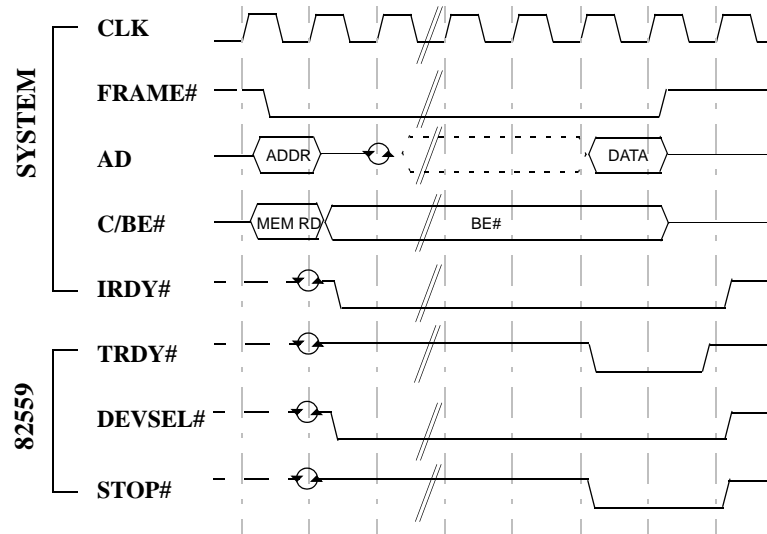 SYSTEM
CLK
FRAME#
AD ADDR DATA
C/BE# MEM RD BE#
IRDY#
82559
TRDY#
DEVSEL#
STOP#